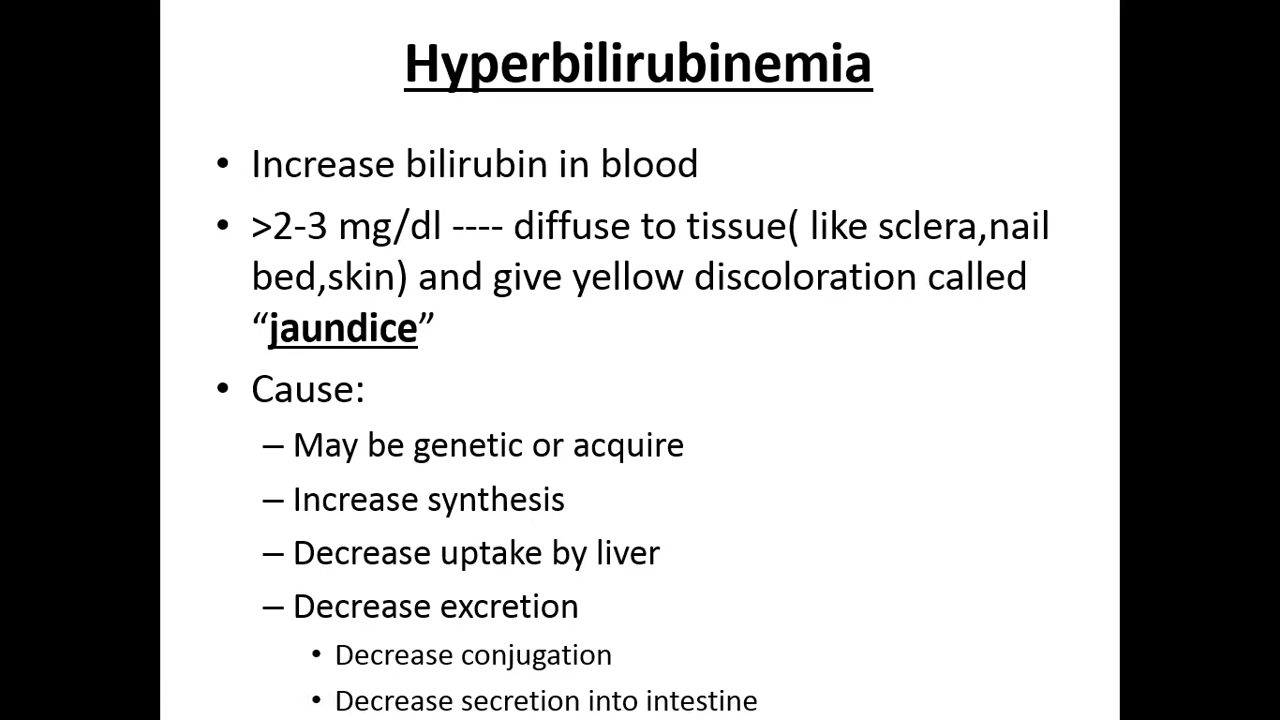 Hyperbilirubinemia
• Increase bilirubin in blood
• >2-3 mg/dl ---- diffuse to tissue( like sclera,nail
bed,skin) and give yellow discoloration called
“jaundice”
• Cause:
– May be genetic or acquire
– Increase synthesis
– Decrease uptake by liver
– Decrease excretion
• Decrease conjugation
• Decrease secretion into intestine